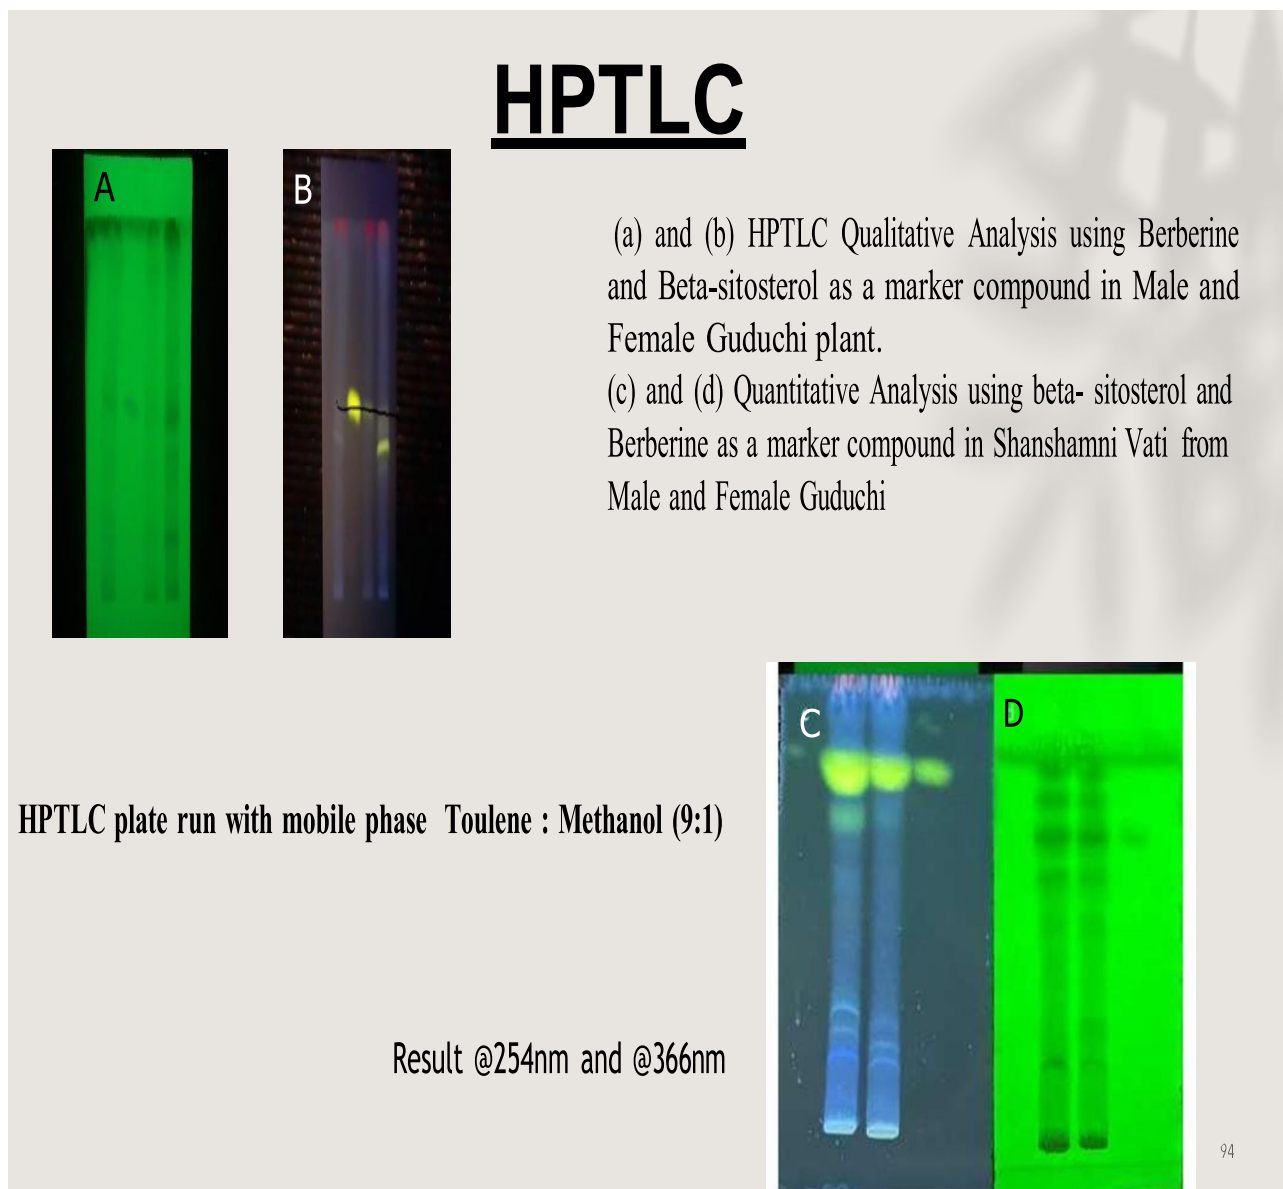 HPTLC
A
B
(a) and (b) HPTLC Qualitative Analysis using Berberine
and Beta-sitosterol as a marker compound in Male and
Female Guduchi plant.
(c) and (d) Quantitative Analysis using beta- sitosterol and
Berberine as a marker compound in Shanshamni Vati from
Male and Female Guduchi
C
D
HPTLC plate run with mobile phase Toulene : Methanol (9:1)
Result @254nm and @366nm
94